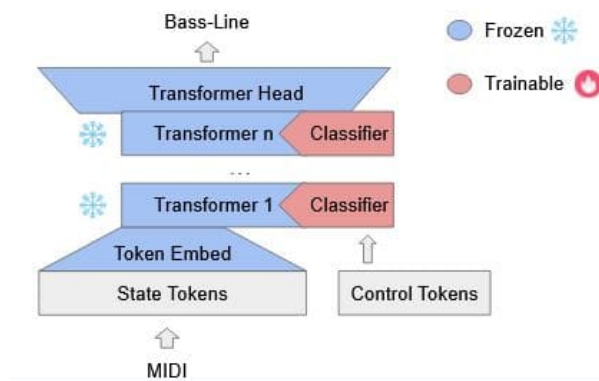 Bass-Line
Frozen
Trainable
Transformer Head
Transformer n
Classifier
...
Transformer 1
Classifier
Token Embed
State Tokens
Control Tokens
MIDI